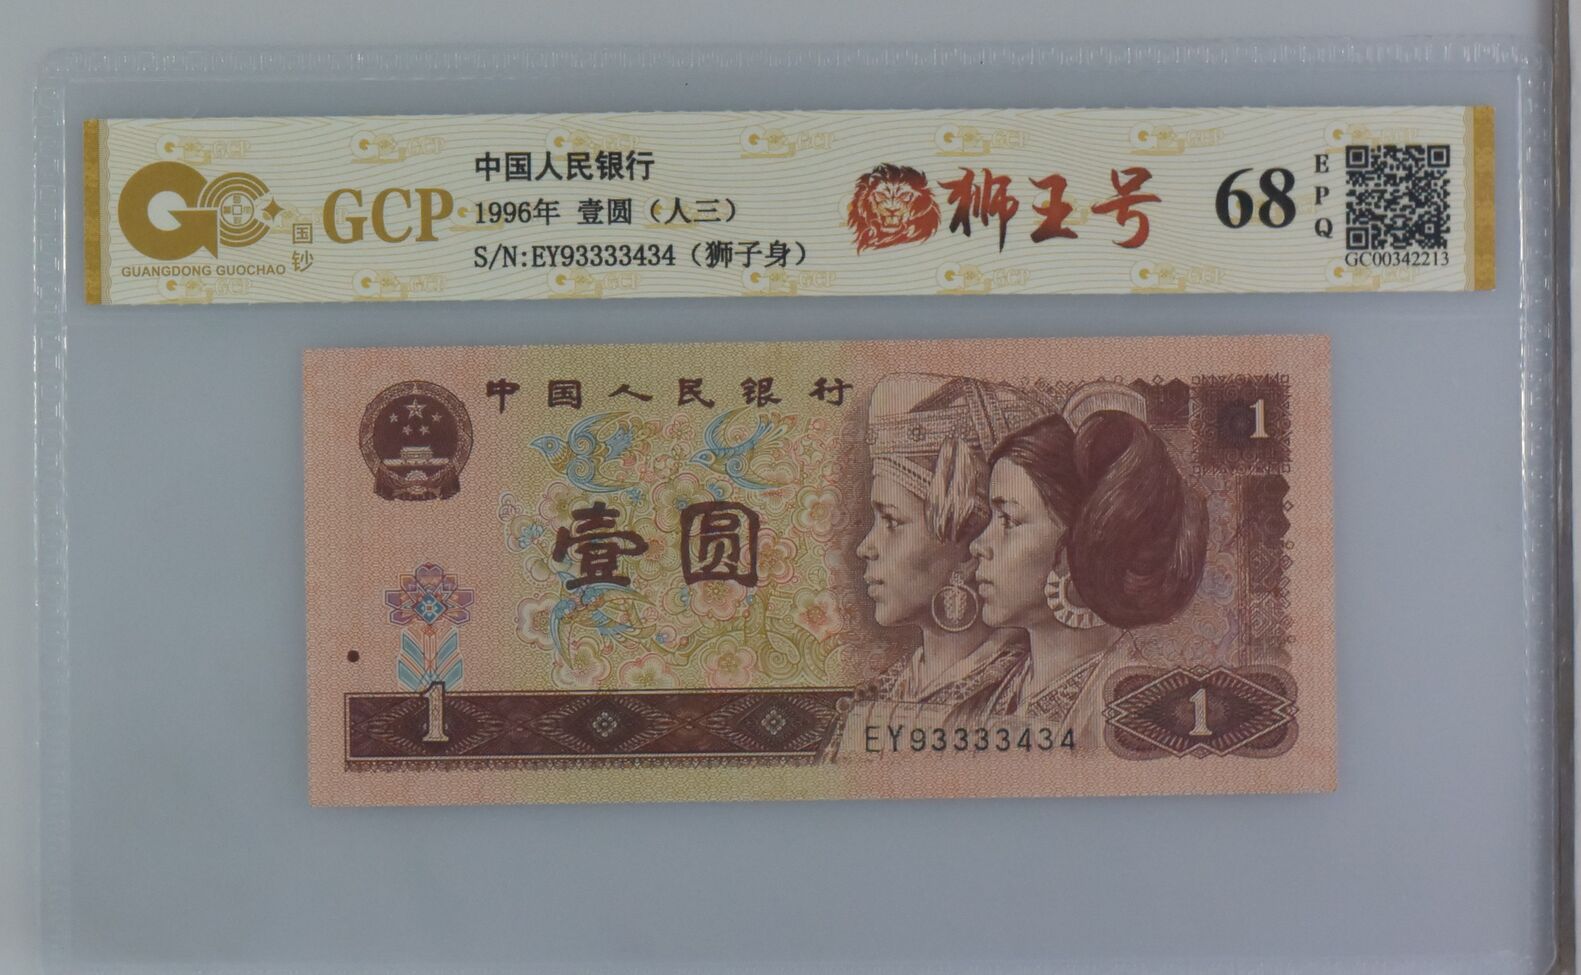 GCP
GUANGDONG GUOCHAO
国钞
中国人民银行
1996年 壹圆（人三）
S/N:EY93333434（狮子身）
狮王号
68
EPQ
GC00342213
中国人民银行
1
壹圆
1
EY93333434
1